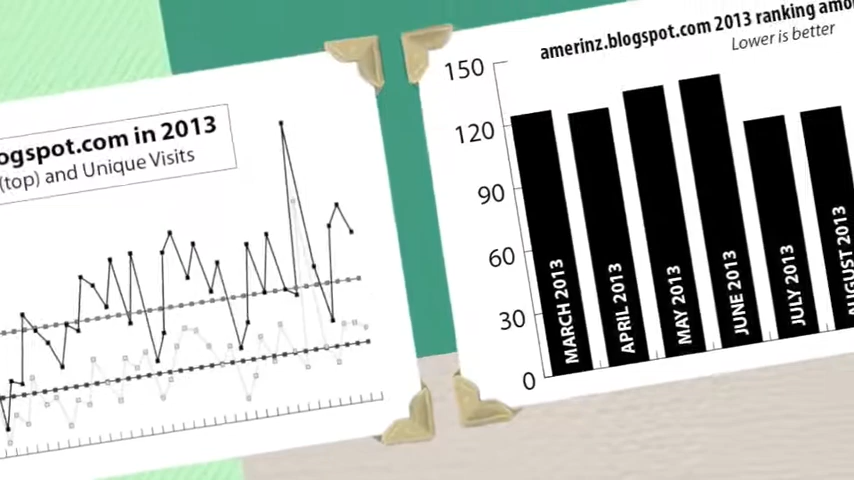 ogspot.com in 2013
(top) and Unique Visits
amerinz.blogspot.com 2013 ranking amo
Lower is better
150
120
90
60
30
0
MARCH 2013
APRIL 2013
MAY 2013
JUNE 2013
JULY 2013
AUGUST 2013